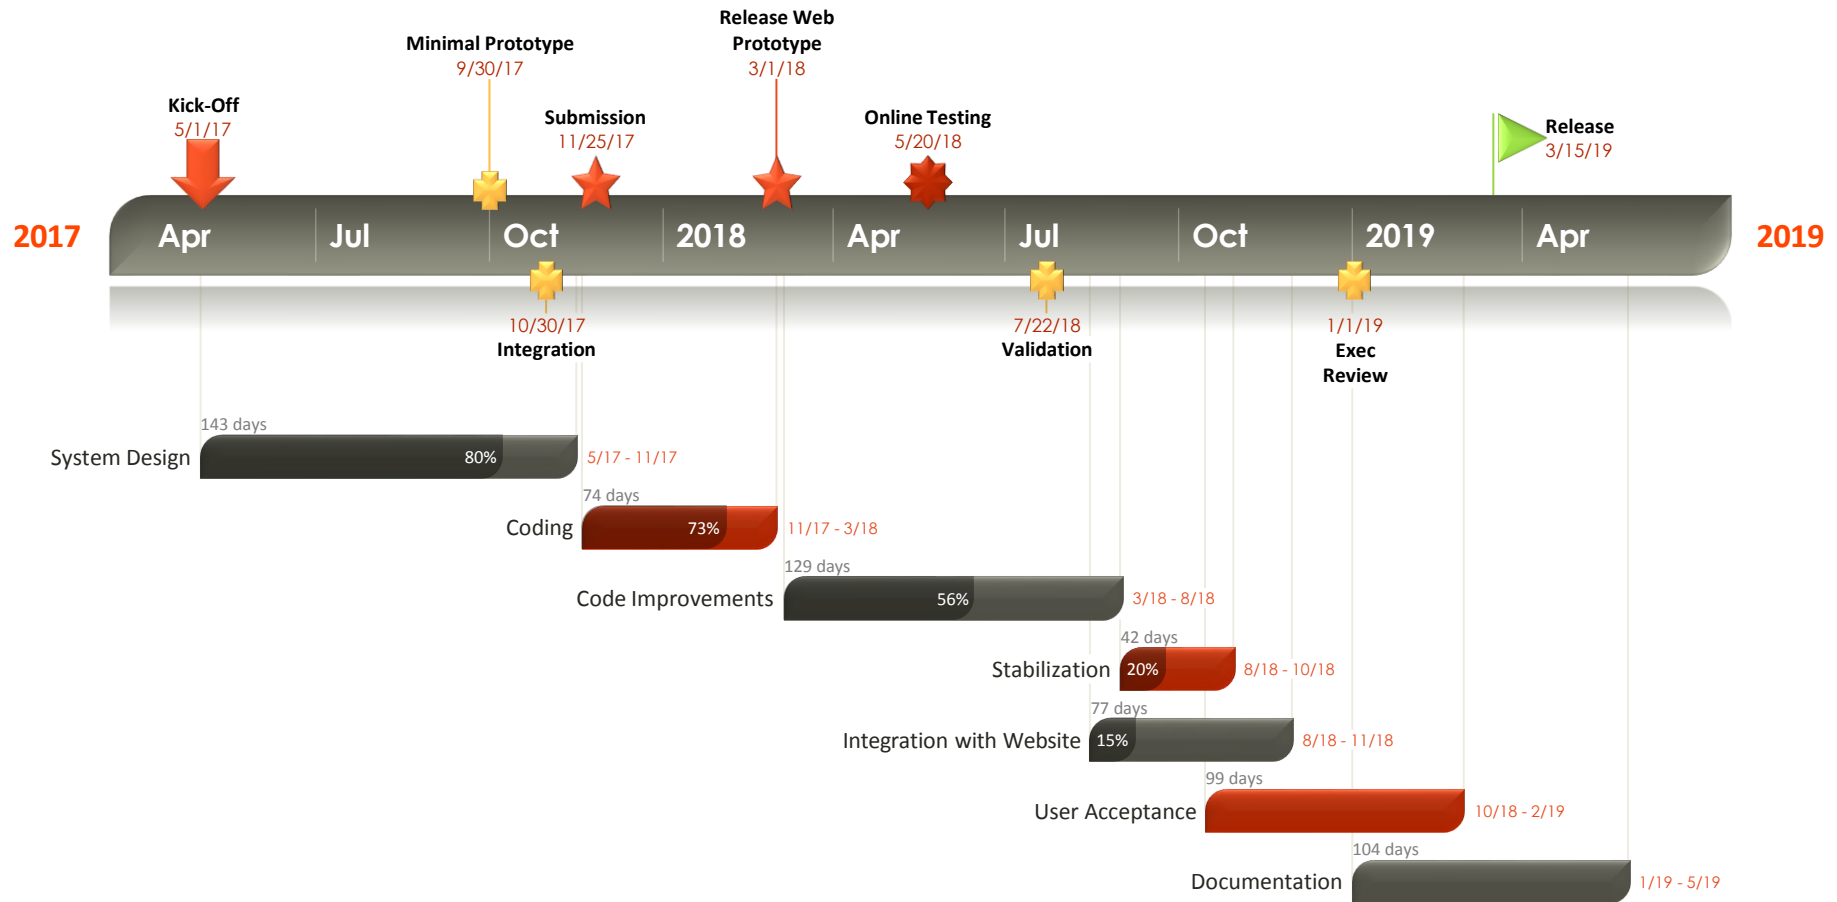 Release Web
Prototype
3/1/18
Minimal Prototype
9/30/17
Kick-Off
5/1/17
Submission
11/25/17
Online Testing
5/20/18
Release
3/15/19
2017
Apr
Jul
Oct
2018
Apr
Jul
Oct
2019
Apr
2019
10/30/17
Integration
7/22/18
Validation
1/1/19
Exec
Review
143 days
System Design
80%
5/17 - 11/17
74 days
Coding
73%
11/17 - 3/18
129 days
Code Improvements
56%
3/18 - 8/18
42 days
Stabilization
20%
8/18 - 10/18
77 days
Integration with Website
15%
8/18 - 11/18
99 days
User Acceptance
10/18 - 2/19
104 days
Documentation
1/19 - 5/19